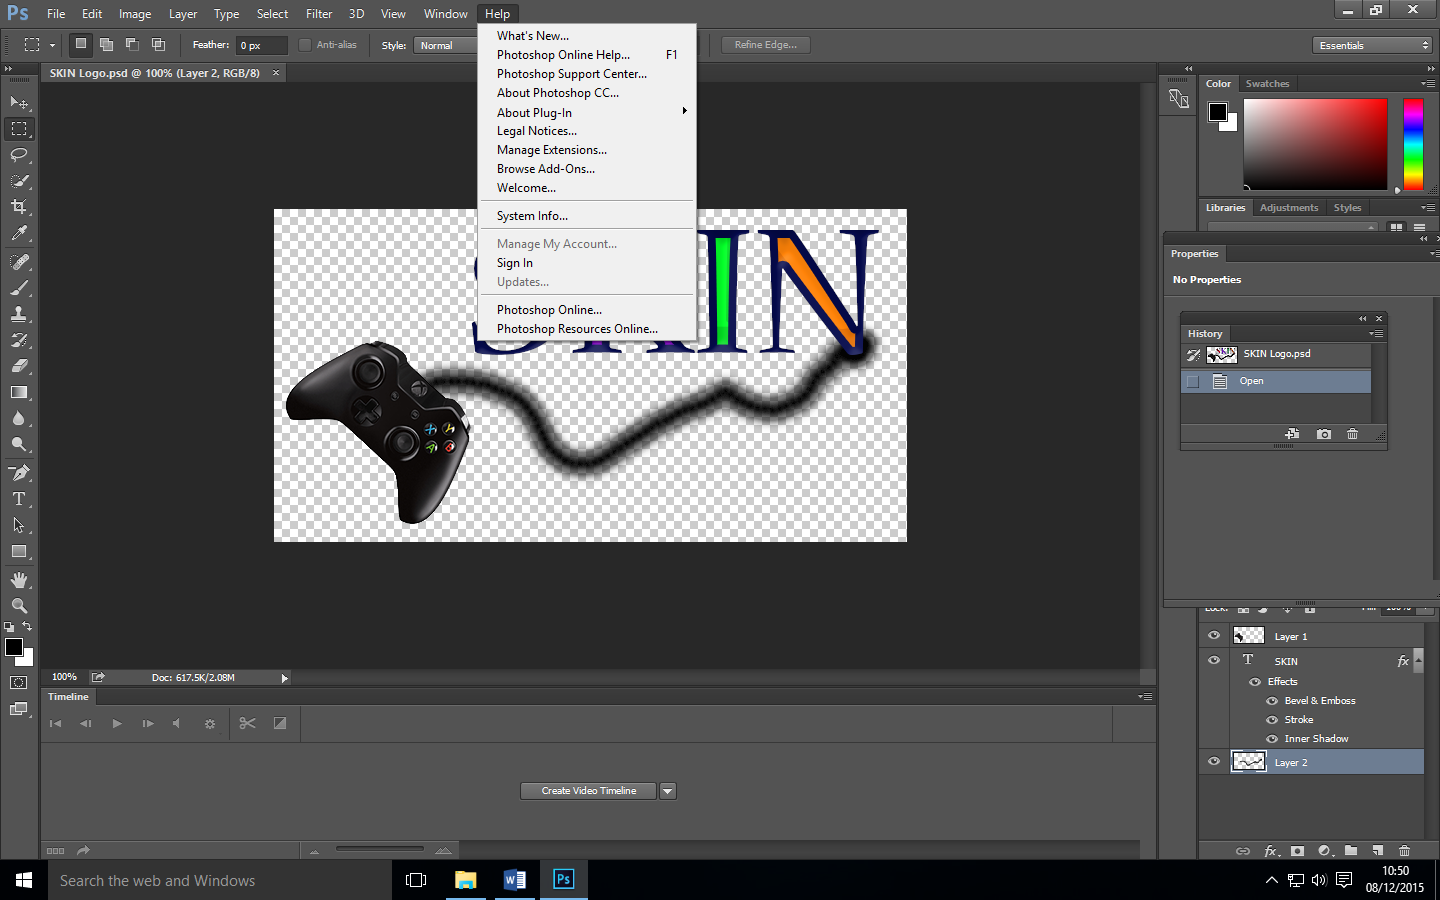 Ps File Edit Image Layer Type Select Filter 3D View Window Help
Feather: 0 px Anti-alias Style: Normal Refine Edge... Essentials
SKIN Logo.psd @ 100% (Layer 2, RGB/8) ×
What's New...
Photoshop Online Help... F1
Photoshop Support Center...
About Photoshop CC...
About Plug-In
Legal Notices...
Manage Extensions...
Browse Add-Ons...
Welcome...
System Info...
Manage My Account...
Sign In
Updates...
Photoshop Online...
Photoshop Resources Online...
SKIN
Color Swatches
Libraries Adjustments Styles
Properties
No Properties
History
SKIN Logo.psd
Open
Layer 1
T SKIN fx
Effects
Bevel & Emboss
Stroke
Inner Shadow
Layer 2
fx
100% Doc: 617.5K/2.08M
Timeline
Create Video Timeline
Search the web and Windows
Ps
10:50
08/12/2015